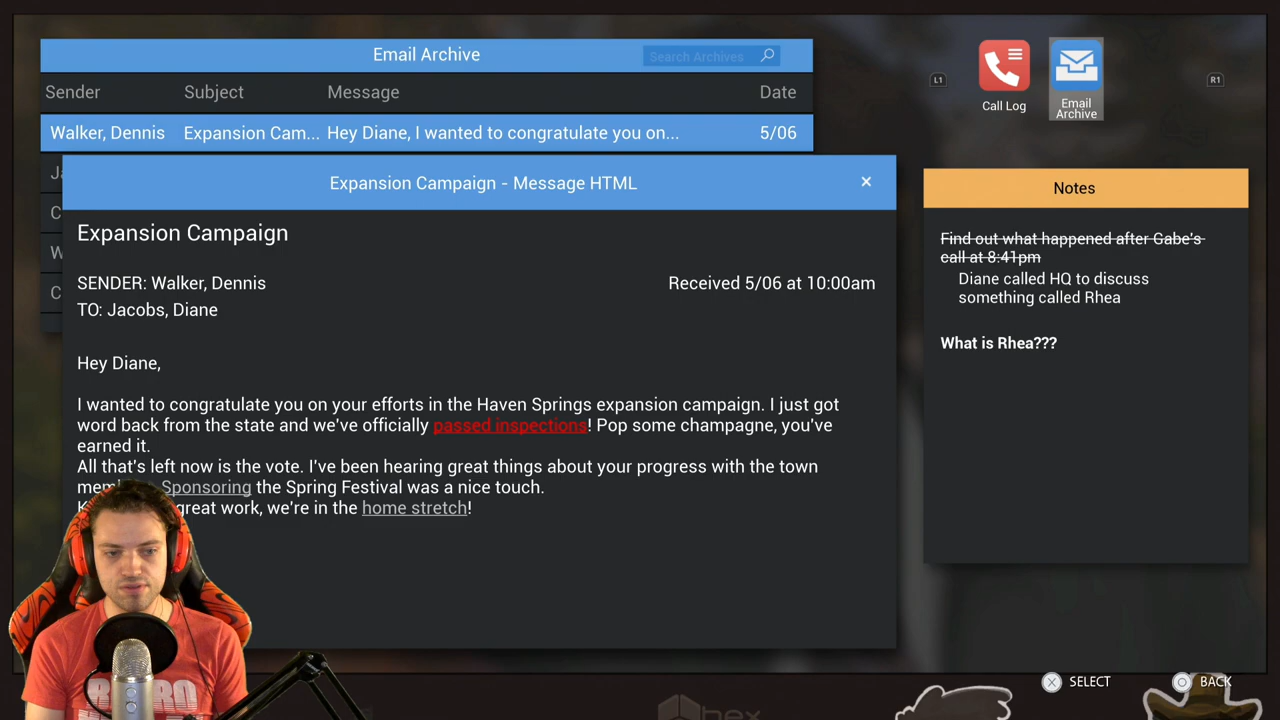 Email Archive
Search Archives
Sender Subject Message Date
Walker, Dennis Expansion Cam... Hey Diane, I wanted to congratulate you on... 5/06
Expansion Campaign - Message HTML ×
Expansion Campaign
SENDER: Walker, Dennis Received 5/06 at 10:00am
TO: Jacobs, Diane
Hey Diane,
I wanted to congratulate you on your efforts in the Haven Springs expansion campaign. I just got
word back from the state and we've officially passed inspections! Pop some champagne, you've
earned it.
All that's left now is the vote. I've been hearing great things about your progress with the town
Sponsoring the Spring Festival was a nice touch.
great work, we're in the home stretch!
L1
Call Log
Email
Archive
R1
Notes
Find out what happened after Gabe's
call at 8:41pm
Diane called HQ to discuss
something called Rhea
What is Rhea???
SELECT
BACK
hex